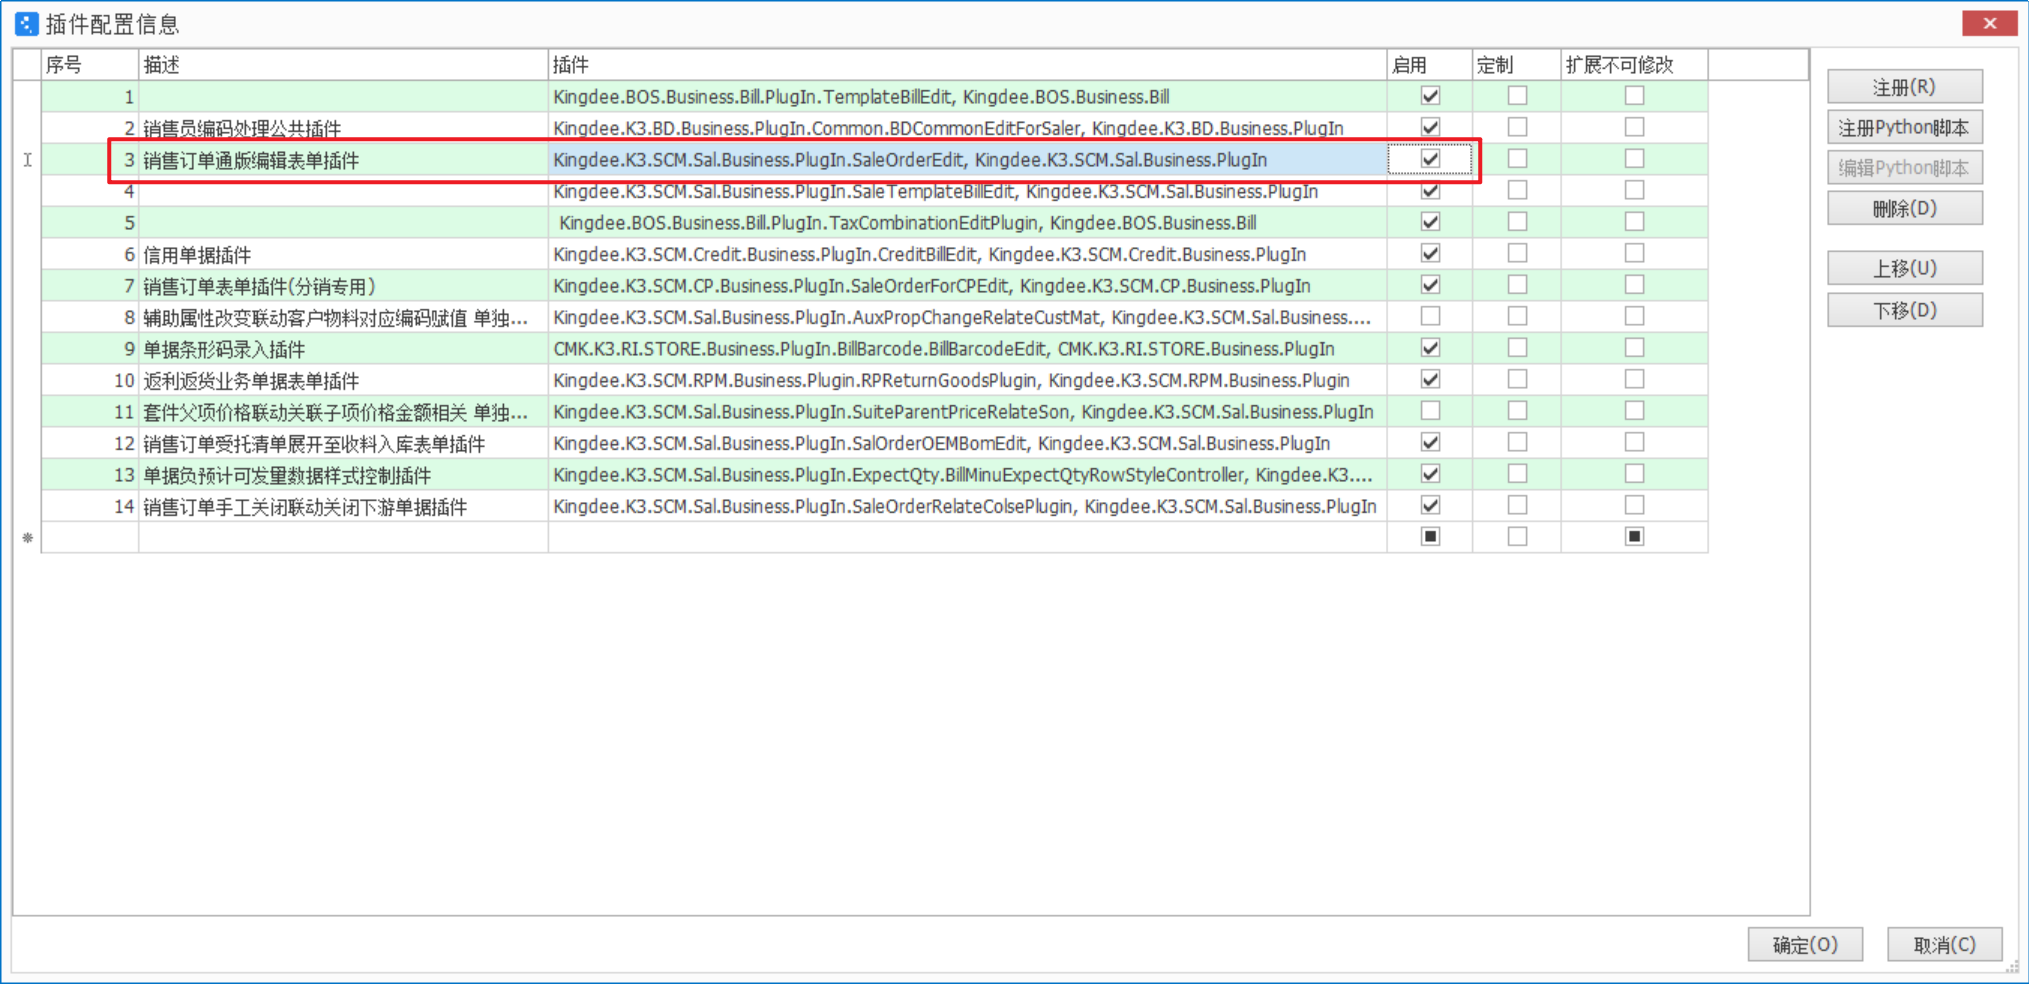 插件配置信息
序号 描述 插件 启用 定制 扩展不可修改
1 Kingdee.BOS.Business.Bill.PlugIn.TemplateBillEdit, Kingdee.BOS.Business.Bill
2 销售员编码处理公共插件 Kingdee.K3.BD.Business.PlugIn.Common.BDCommonEditForSaler, Kingdee.K3.BD.Business.PlugIn
3 销售订单通版编辑表单插件 Kingdee.K3.SCM.Sal.Business.PlugIn.SaleOrderEdit, Kingdee.K3.SCM.Sal.Business.PlugIn
4 Kingdee.K3.SCM.Sal.Business.PlugIn.SaleTemplateBillEdit, Kingdee.K3.SCM.Sal.Business.PlugIn
5 Kingdee.BOS.Business.Bill.PlugIn.TaxCombinationEditPlugin, Kingdee.BOS.Business.Bill
6 信用单据插件 Kingdee.K3.SCM.Credit.Business.PlugIn.CreditBillEdit, Kingdee.K3.SCM.Credit.Business.PlugIn
7 销售订单表单插件(分销专用) Kingdee.K3.SCM.CP.Business.PlugIn.SaleOrderForCPEdit, Kingdee.K3.SCM.CP.Business.PlugIn
8 辅助属性改变联动客户物料对应编码赋值 单独... Kingdee.K3.SCM.Sal.Business.PlugIn.AuxPropChangeRelateCustMat, Kingdee.K3.SCM.Sal.Business....
9 单据条形码录入插件 CMK.K3.RI.STORE.Business.PlugIn.BillBarcode.BillBarcodeEdit, CMK.K3.RI.STORE.Business.PlugIn
10 返利返货业务单据表单插件 Kingdee.K3.SCM.RPM.Business.Plugin.RPReturnGoodsPlugin, Kingdee.K3.SCM.RPM.Business.Plugin
11 套件父项价格联动关联子项价格金额相关 单独... Kingdee.K3.SCM.Sal.Business.PlugIn.SuiteParentPriceRelateSon, Kingdee.K3.SCM.Sal.Business.PlugIn
12 销售订单受托清单展开至收料入库表单插件 Kingdee.K3.SCM.Sal.Business.PlugIn.SalOrderOEMBomEdit, Kingdee.K3.SCM.Sal.Business.PlugIn
13 单据负预计可发量数据样式控制插件 Kingdee.K3.SCM.Sal.Business.PlugIn.ExpectQty.BillMinuExpectQtyRowStyleController, Kingdee.K3....
14 销售订单手工关闭联动关闭下游单据插件 Kingdee.K3.SCM.Sal.Business.PlugIn.SaleOrderRelateColsePlugin, Kingdee.K3.SCM.Sal.Business.PlugIn
注册(R)
注册Python脚本
编辑Python脚本
删除(D)
上移(U)
下移(D)
确定(O) 取消(C)